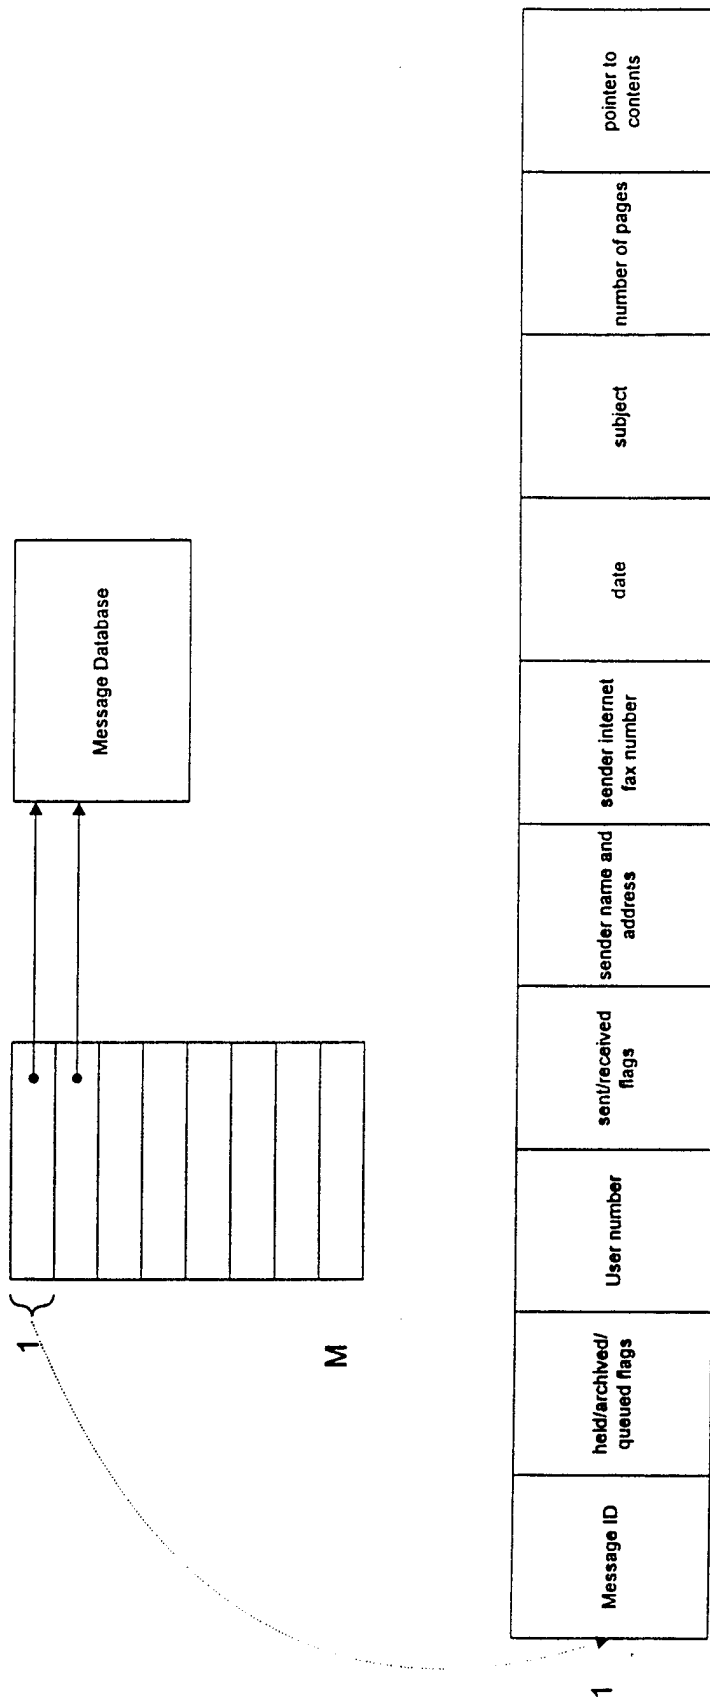 1
M
Message Database
1
Message ID
held/archived/
queued flags
User number
sent/received
flags
sender name and
address
sender internet
fax number
date
subject
number of pages
pointer to
contents